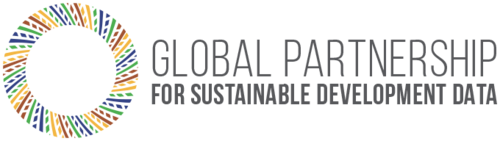 GLOBAL PARTNERSHIP
FOR SUSTAINABLE DEVELOPMENT DATA